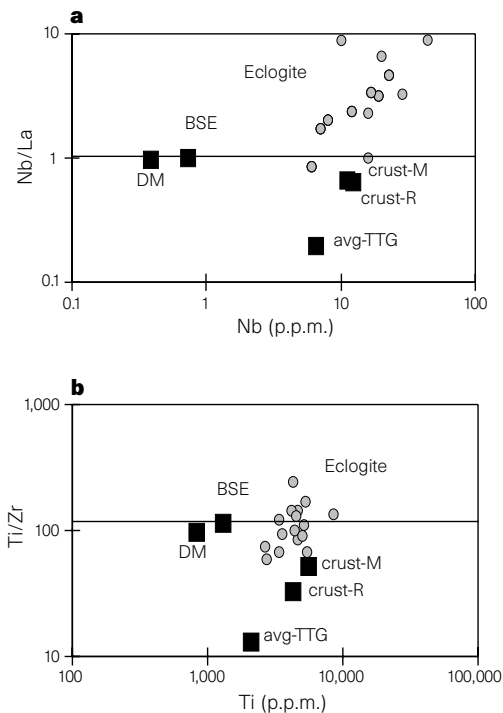 a
10
Eclogite
BSE
Nb/La
1
DM
crust-M
crust-R
avg-TTG
0.1
0.1
1
10
100
Nb (p.p.m.)
b
1,000
Eclogite
BSE
Ti/Zr
100
DM
crust-M
crust-R
avg-TTG
10
100
1,000
10,000
100,000
Ti (p.p.m.)